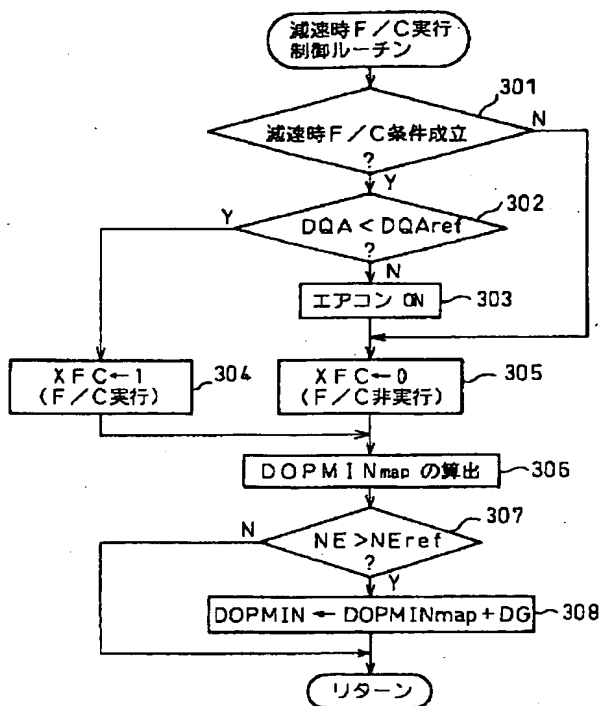 減速時F／C実行
制御ルーチン
301
減速時F／C条件成立
?
N
Y
302
DQA＜DQAref
?
Y
N
エアコン ON
303
XFC←1
(F／C実行)
304
XFC←0
(F／C非実行)
305
DOPMINmap の算出
306
307
NE＞NEref
?
N
Y
DOPMIN ← DOPMINmap＋DG
308
リターン